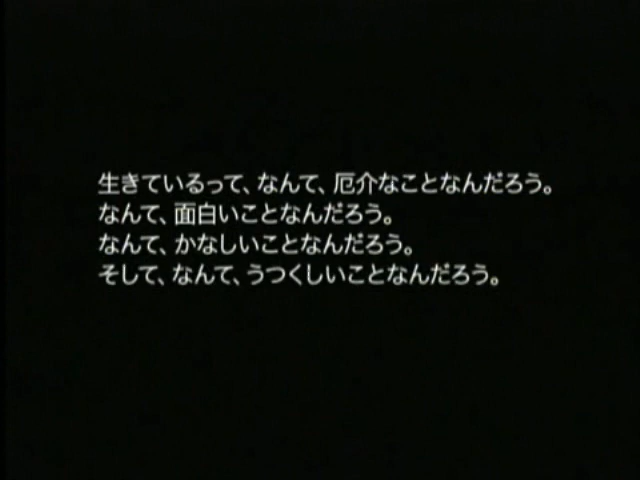 生きているって、なんて、厄介なことなんだろう。
なんて、面白いことなんだろう。
なんて、かなしいことなんだろう。
そして、なんて、うつくしいことなんだろう。